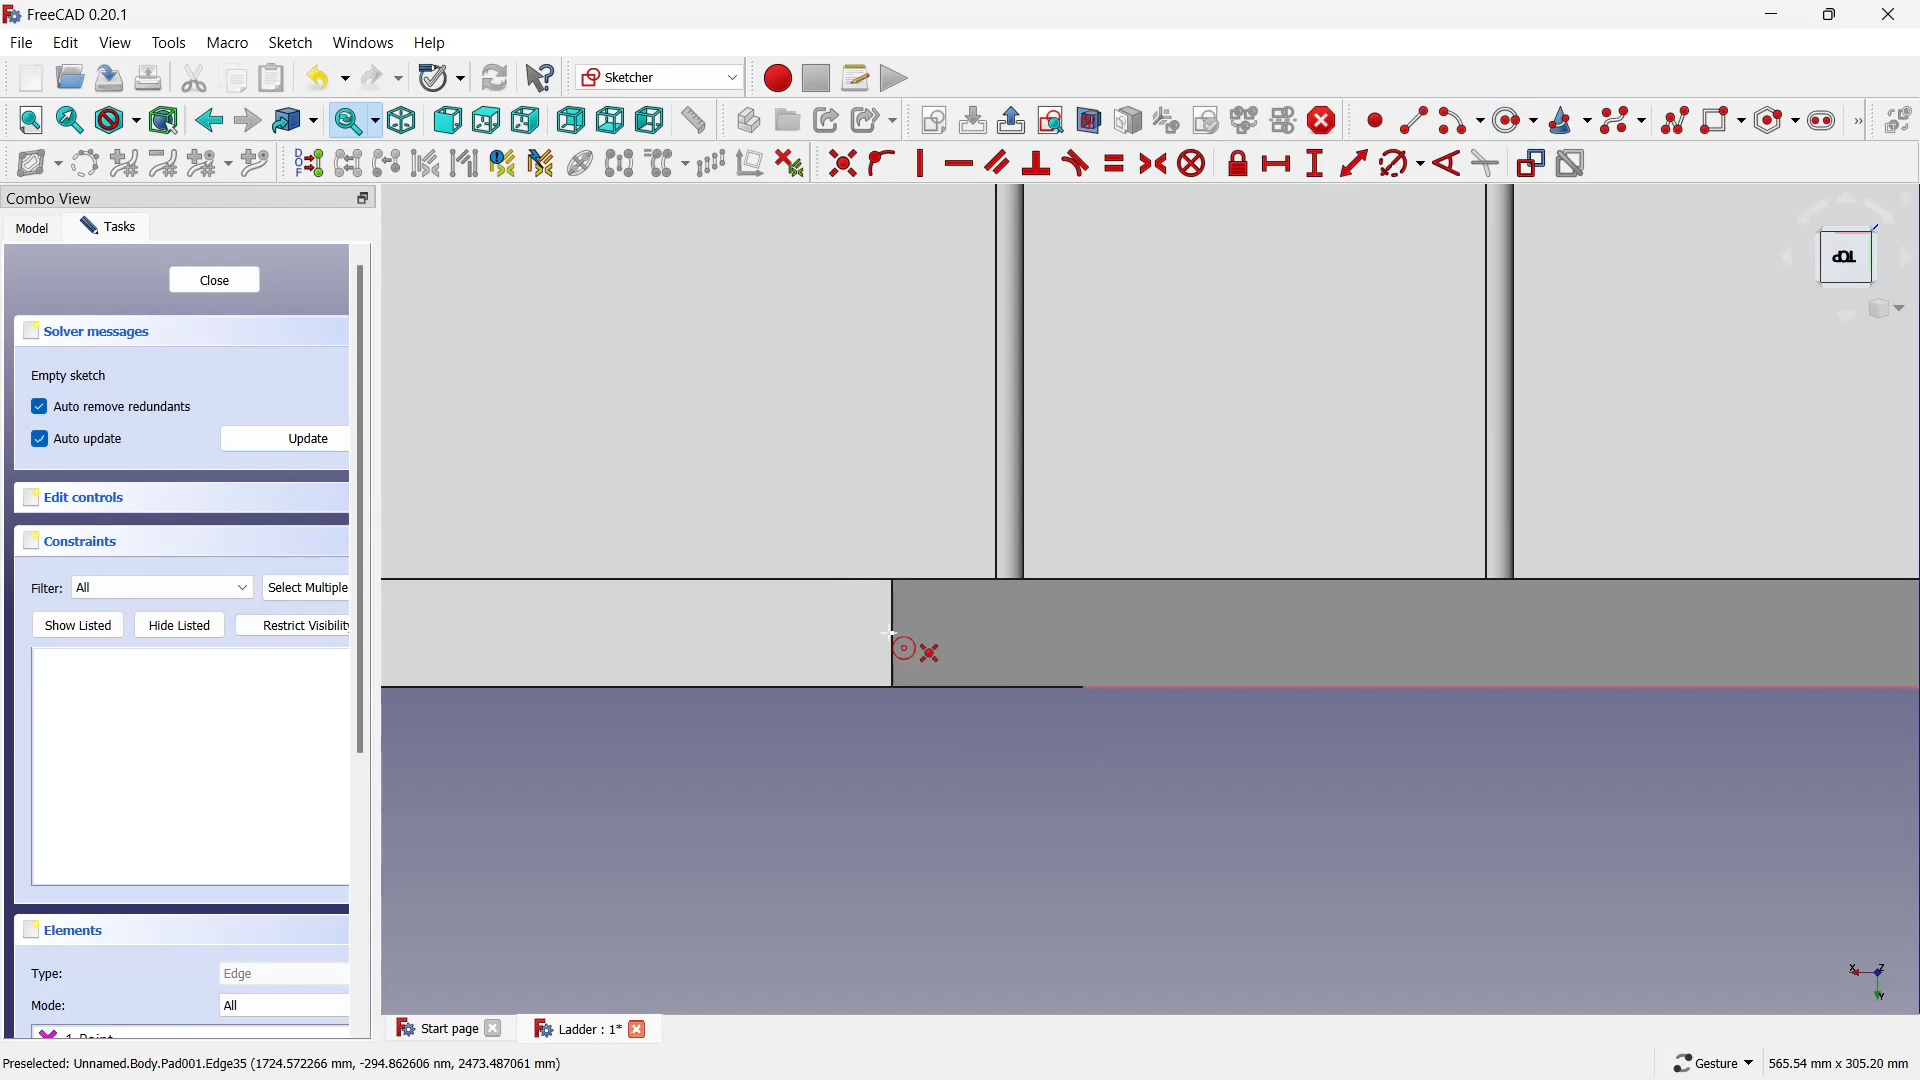 FreeCAD 0.20.1
File Edit View Tools Macro Sketch Windows Help
Sketcher
Combo View
Model Tasks
Close
Solver messages
Empty sketch
Auto remove redundants
Auto update Update
Edit controls
Constraints
Filter: All Select Multiple
Show Listed Hide Listed Restrict Visibility
Elements
Type: Edge
Mode: All
TOP
X Z
Y
Start page Ladder : 1*
Preselected: Unnamed.Body.Pad001.Edge35 (1724.572266 mm, -294.862606 nm, 2473.487061 mm) Gesture 565.54 mm x 305.20 mm